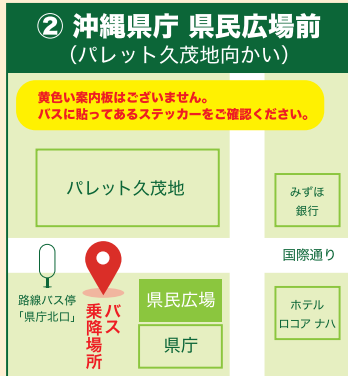 ② 沖縄県庁 県民広場前
（パレット久茂地向かい）
黄色い案内板はございません。
バスに貼ってあるステッカーをご確認ください。
パレット久茂地
みずほ
銀行
国際通り
路線バス停
「県庁北口」
バス
乗降場所
県民広場
県庁
ホテル
ロコア ナハ